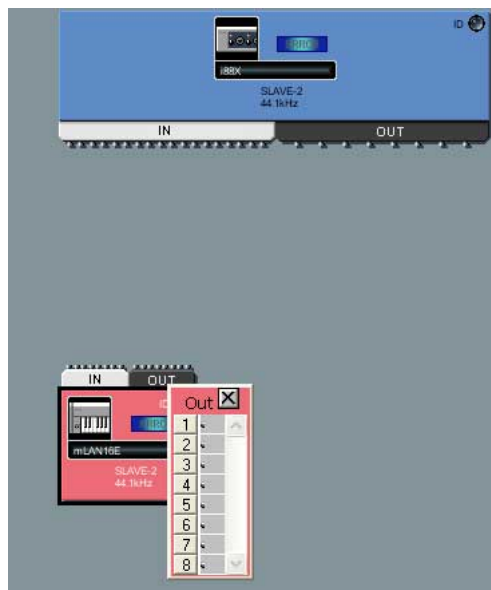 ID
i88X
SLAVE-2
44.1kHz
IN OUT
IN OUT
Out
mLAN16E
SLAVE-2
44.1kHz
1
2
3
4
5
6
7
8